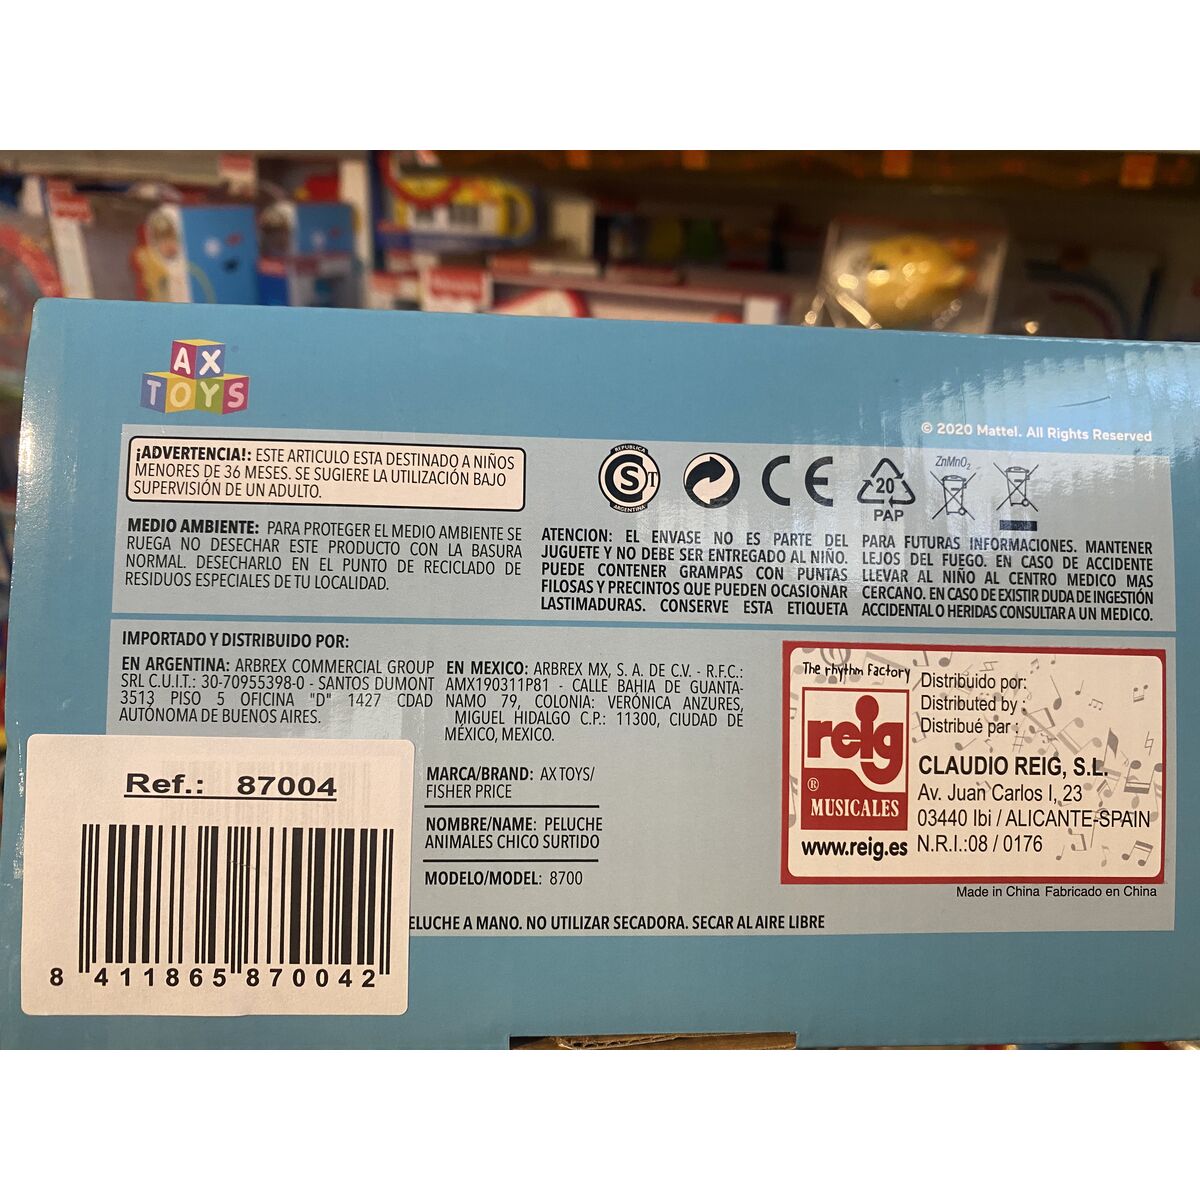 AX
TOYS
© 2020 Mattel. All Rights Reserved
¡ADVERTENCIA!: ESTE ARTICULO ESTA DESTINADO A NIÑOS
MENORES DE 36 MESES. SE SUGIERE LA UTILIZACIÓN BAJO
SUPERVISIÓN DE UN ADULTO.
MEDIO AMBIENTE: PARA PROTEGER EL MEDIO AMBIENTE SE
RUEGA NO DESECHAR ESTE PRODUCTO CON LA BASURA
NORMAL. DESECHARLO EN EL PUNTO DE RECICLADO DE
RESIDUOS ESPECIALES DE TU LOCALIDAD.
REPUBLICA
S T
ARGENTINA
CE
20
PAP
ZnMnO2
ATENCION: EL ENVASE NO ES PARTE DEL
JUGUETE Y NO DEBE SER ENTREGADO AL NIÑO.
PUEDE CONTENER GRAMPAS CON PUNTAS
FILOSAS Y PRECINTOS QUE PUEDEN OCASIONAR
LASTIMADURAS. CONSERVE ESTA ETIQUETA
PARA FUTURAS INFORMACIONES. MANTENER
LEJOS DEL FUEGO. EN CASO DE ACCIDENTE
LLEVAR AL NIÑO AL CENTRO MEDICO MAS
CERCANO. EN CASO DE EXISTIR DUDA DE INGESTIÓN
ACCIDENTAL O HERIDAS CONSULTAR A UN MEDICO.
IMPORTADO Y DISTRIBUIDO POR:
EN ARGENTINA: ARBREX COMMERCIAL GROUP
SRL C.U.I.T.: 30-70955398-0 - SANTOS DUMONT
3513 PISO 5 OFICINA "D" 1427 CDAD
AUTÓNOMA DE BUENOS AIRES.
EN MEXICO: ARBREX MX, S. A. DE C.V. - R.F.C.:
AMX190311P81 - CALLE BAHIA DE GUANTA-
NAMO 79, COLONIA: VERÓNICA ANZURES,
MIGUEL HIDALGO C.P.: 11300, CIUDAD DE
MÉXICO, MEXICO.
MARCA/BRAND: AX TOYS/
FISHER PRICE
NOMBRE/NAME: PELUCHE
ANIMALES CHICO SURTIDO
MODELO/MODEL: 8700
ELUCHE A MANO. NO UTILIZAR SECADORA. SECAR AL AIRE LIBRE
Ref.: 87004
8 411865 870042
The rhythm factory
reig
®
MUSICALES
www.reig.es
Distribuido por:
Distributed by :
Distribué par :
CLAUDIO REIG, S.L.
Av. Juan Carlos I, 23
03440 Ibi / ALICANTE-SPAIN
N.R.I.:08 / 0176
Made in China Fabricado en China